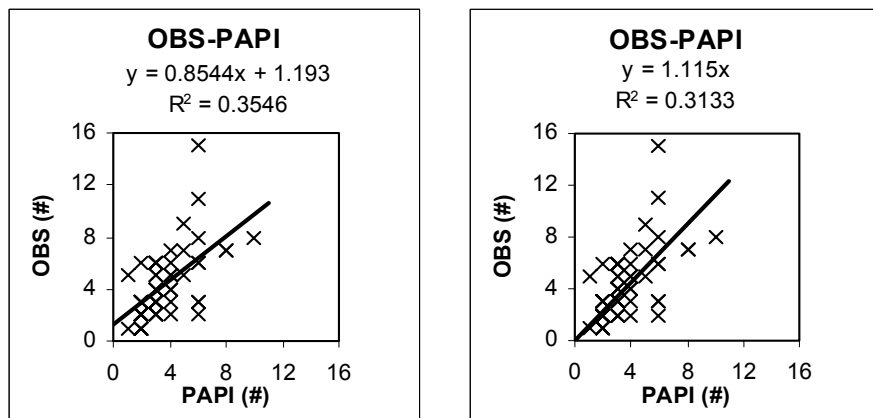 OBS-PAPI
y = 0.8544x + 1.193
R² = 0.3546
16
12
8
4
0
OBS (#)
0 4 8 12 16
PAPI (#)
OBS-PAPI
y = 1.115x
R² = 0.3133
16
12
8
4
0
OBS (#)
0 4 8 12 16
PAPI (#)